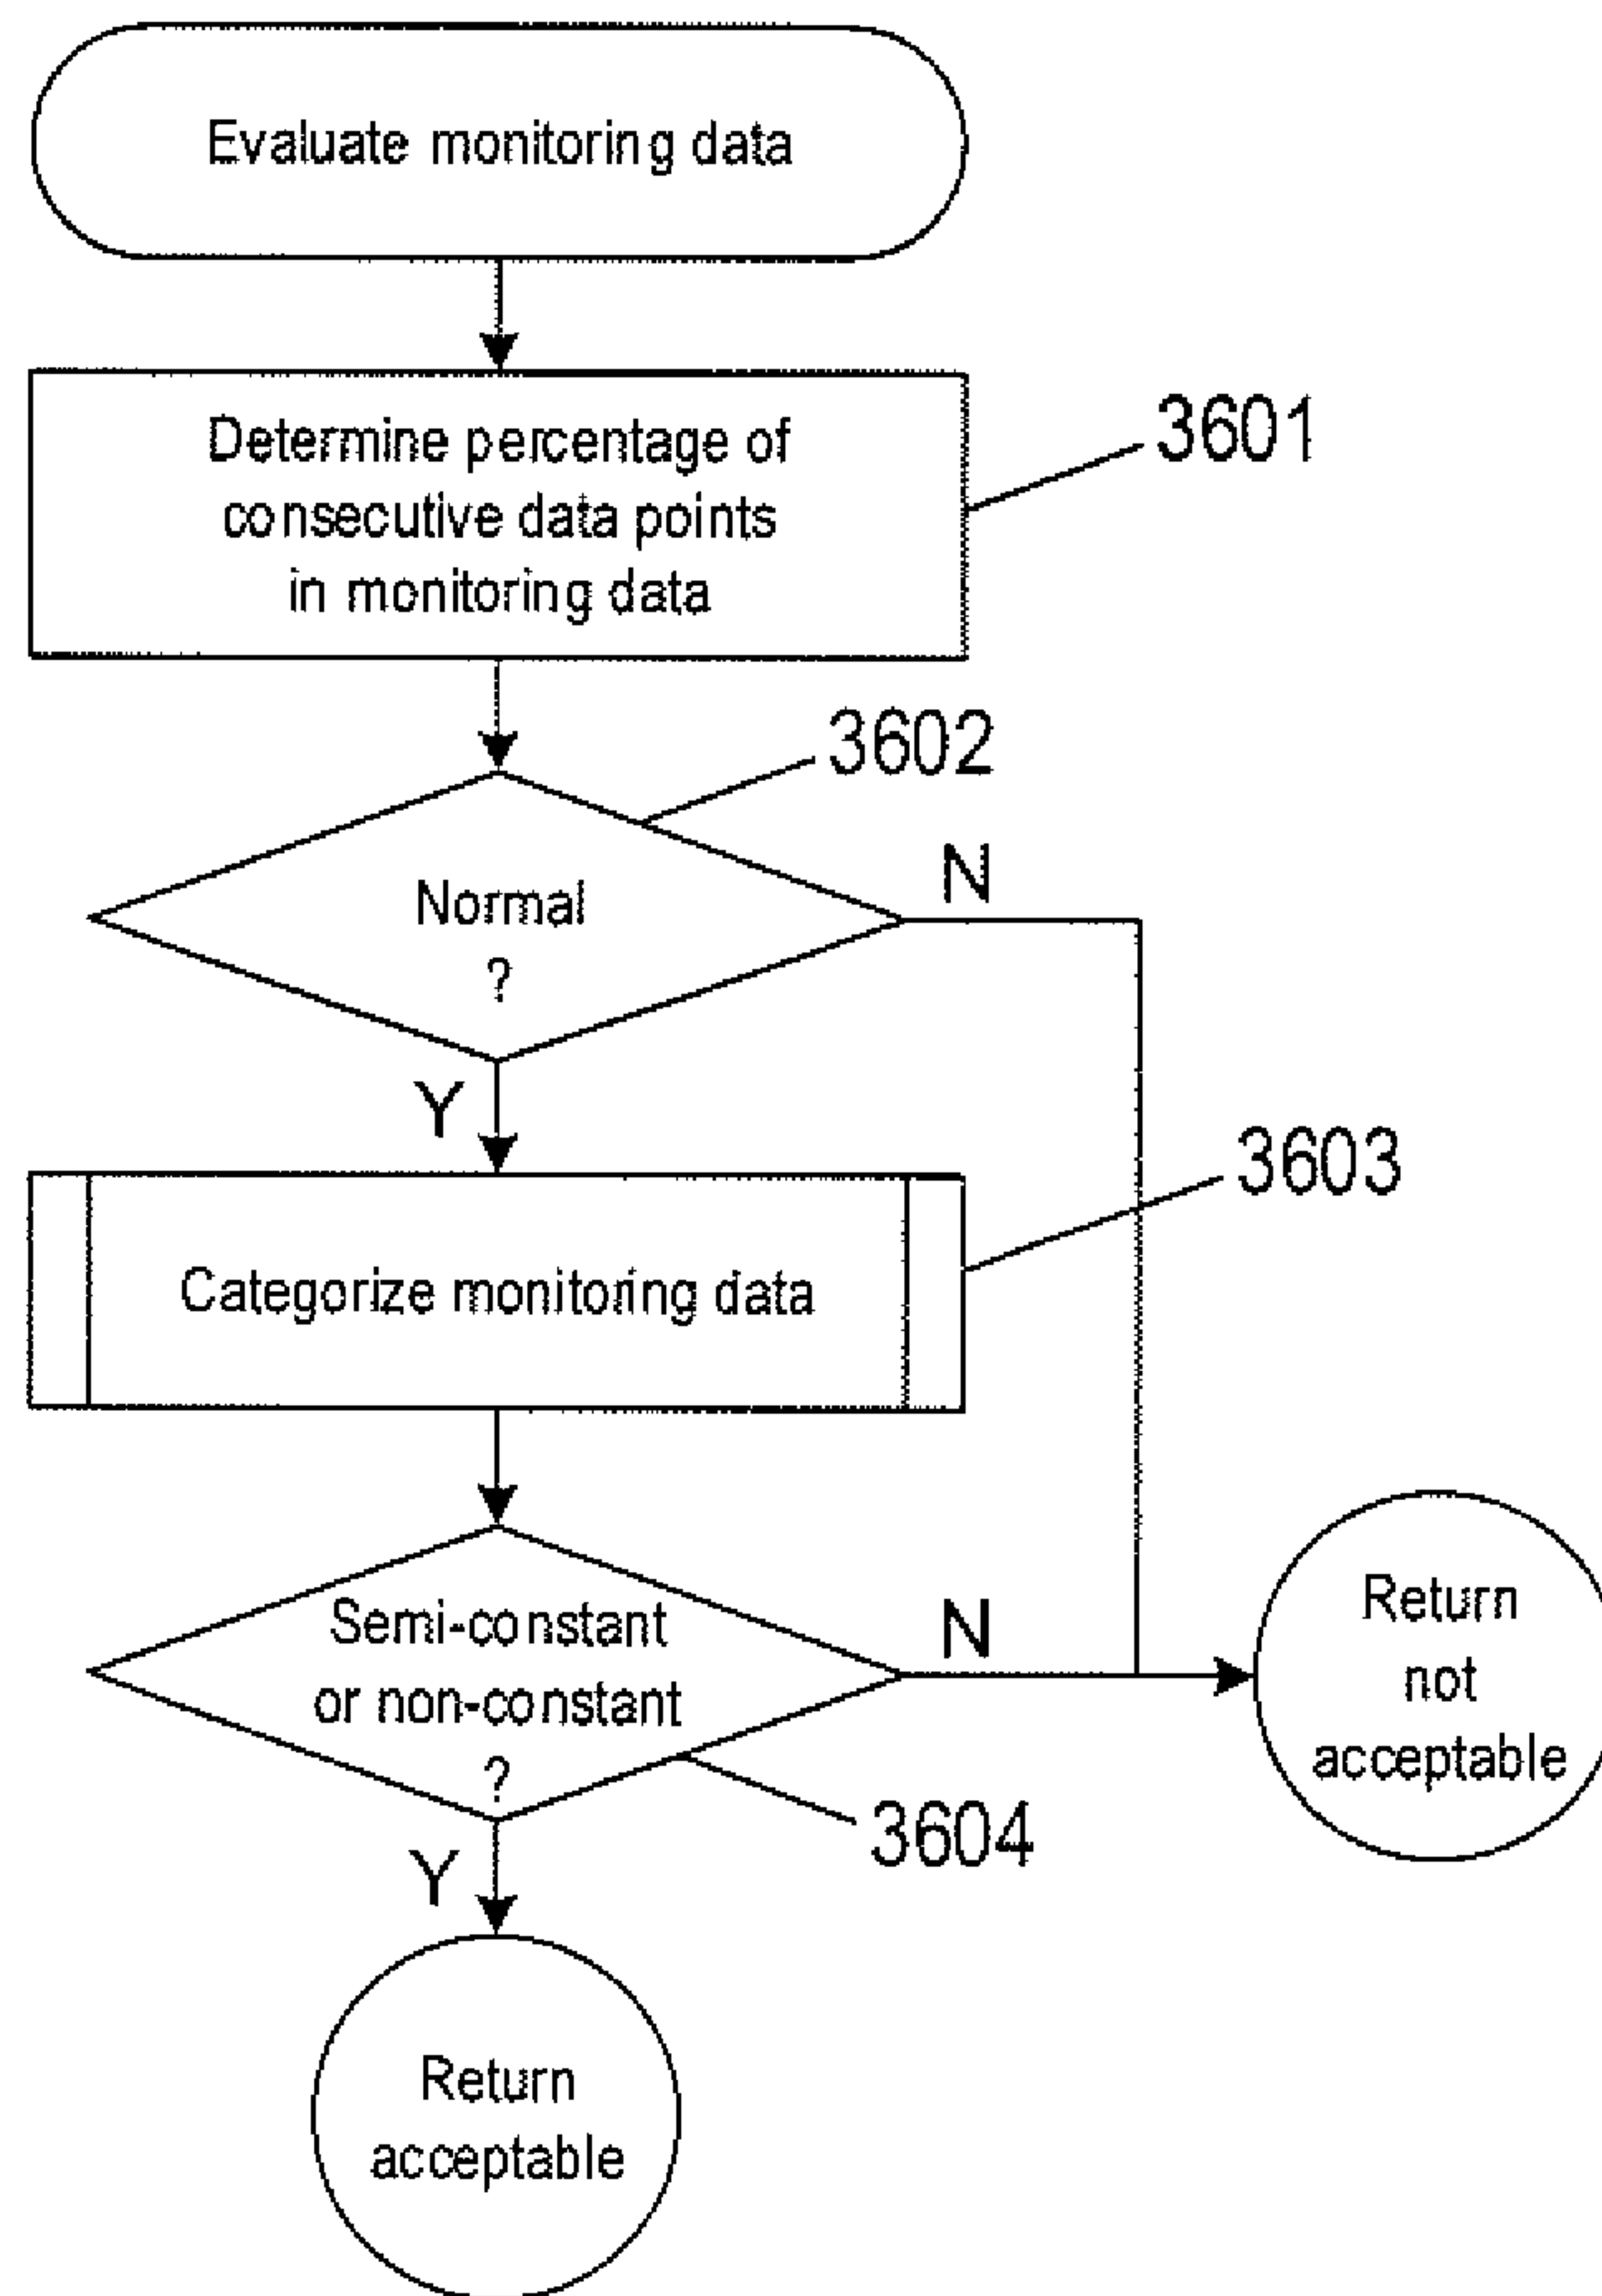 Evaluate monitoring data
Determine percentage of
consecutive data points
in monitoring data
3601
3602
Normal
?
N
Y
3603
Categorize monitoring data
Semi-constant
or non-constant
?
N
Return
not
acceptable
3604
Y
Return
acceptable